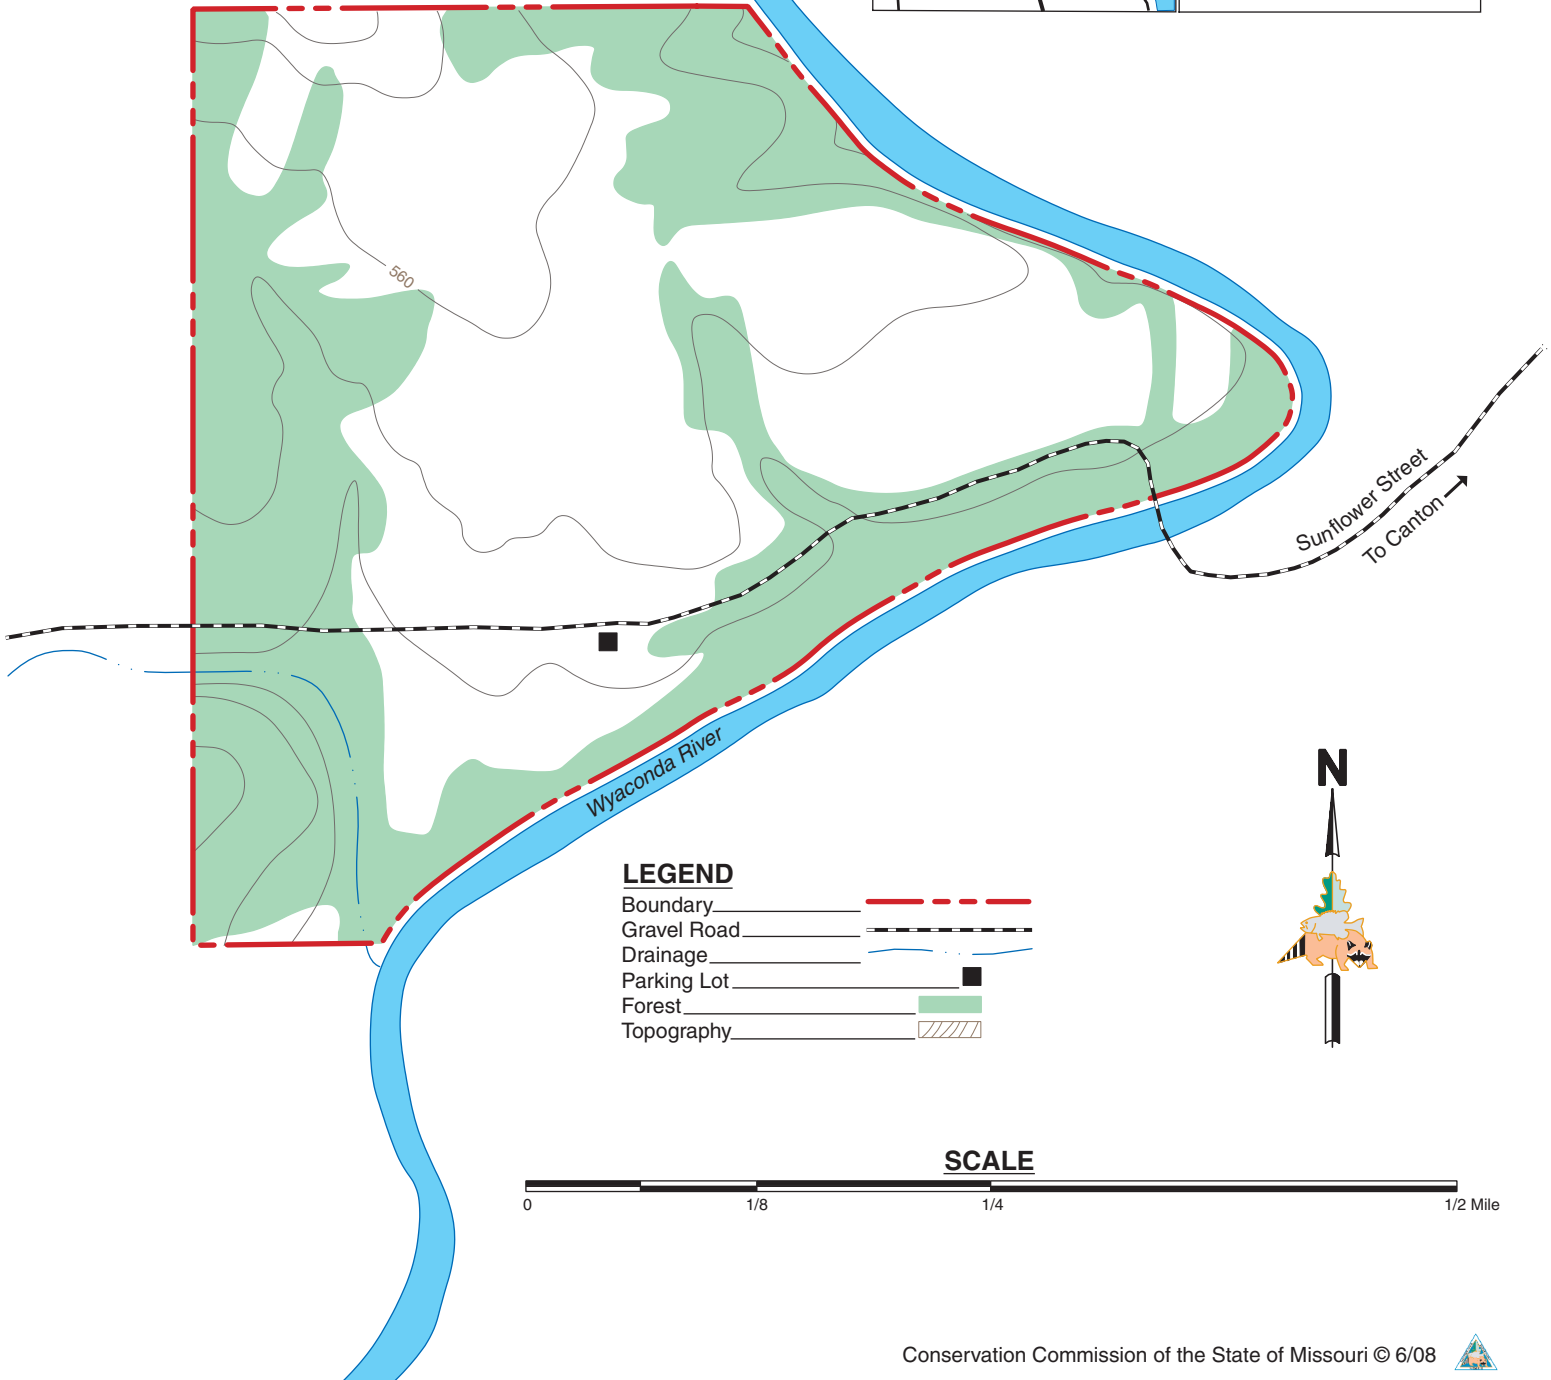 560
Sunflower Street
To Canton
Wyaconda River
N
LEGEND
Boundary
Gravel Road
Drainage
Parking Lot
Forest
Topography
SCALE
0 1/8 1/4 1/2 Mile
Conservation Commission of the State of Missouri © 6/08